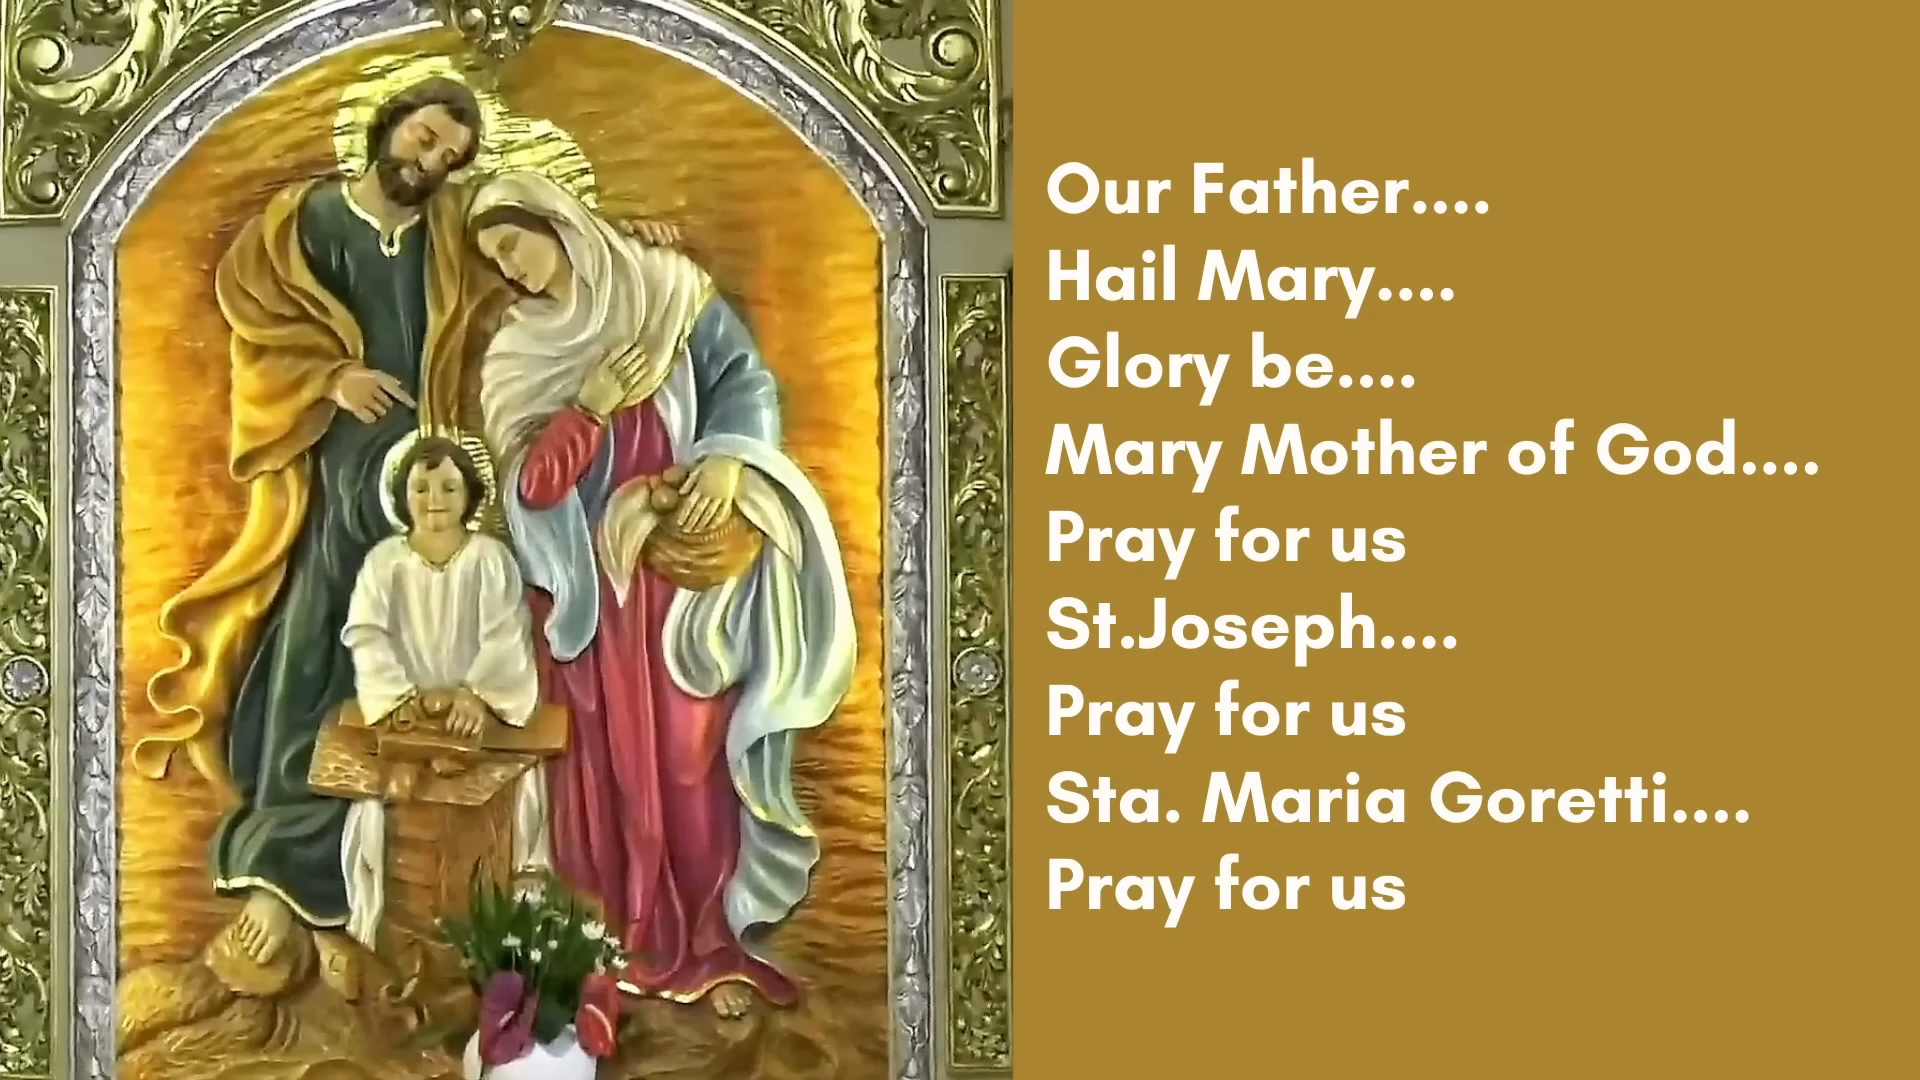 Our Father....
Hail Mary....
Glory be....
Mary Mother of God....
Pray for us
St.Joseph....
Pray for us
Sta. Maria Goretti....
Pray for us